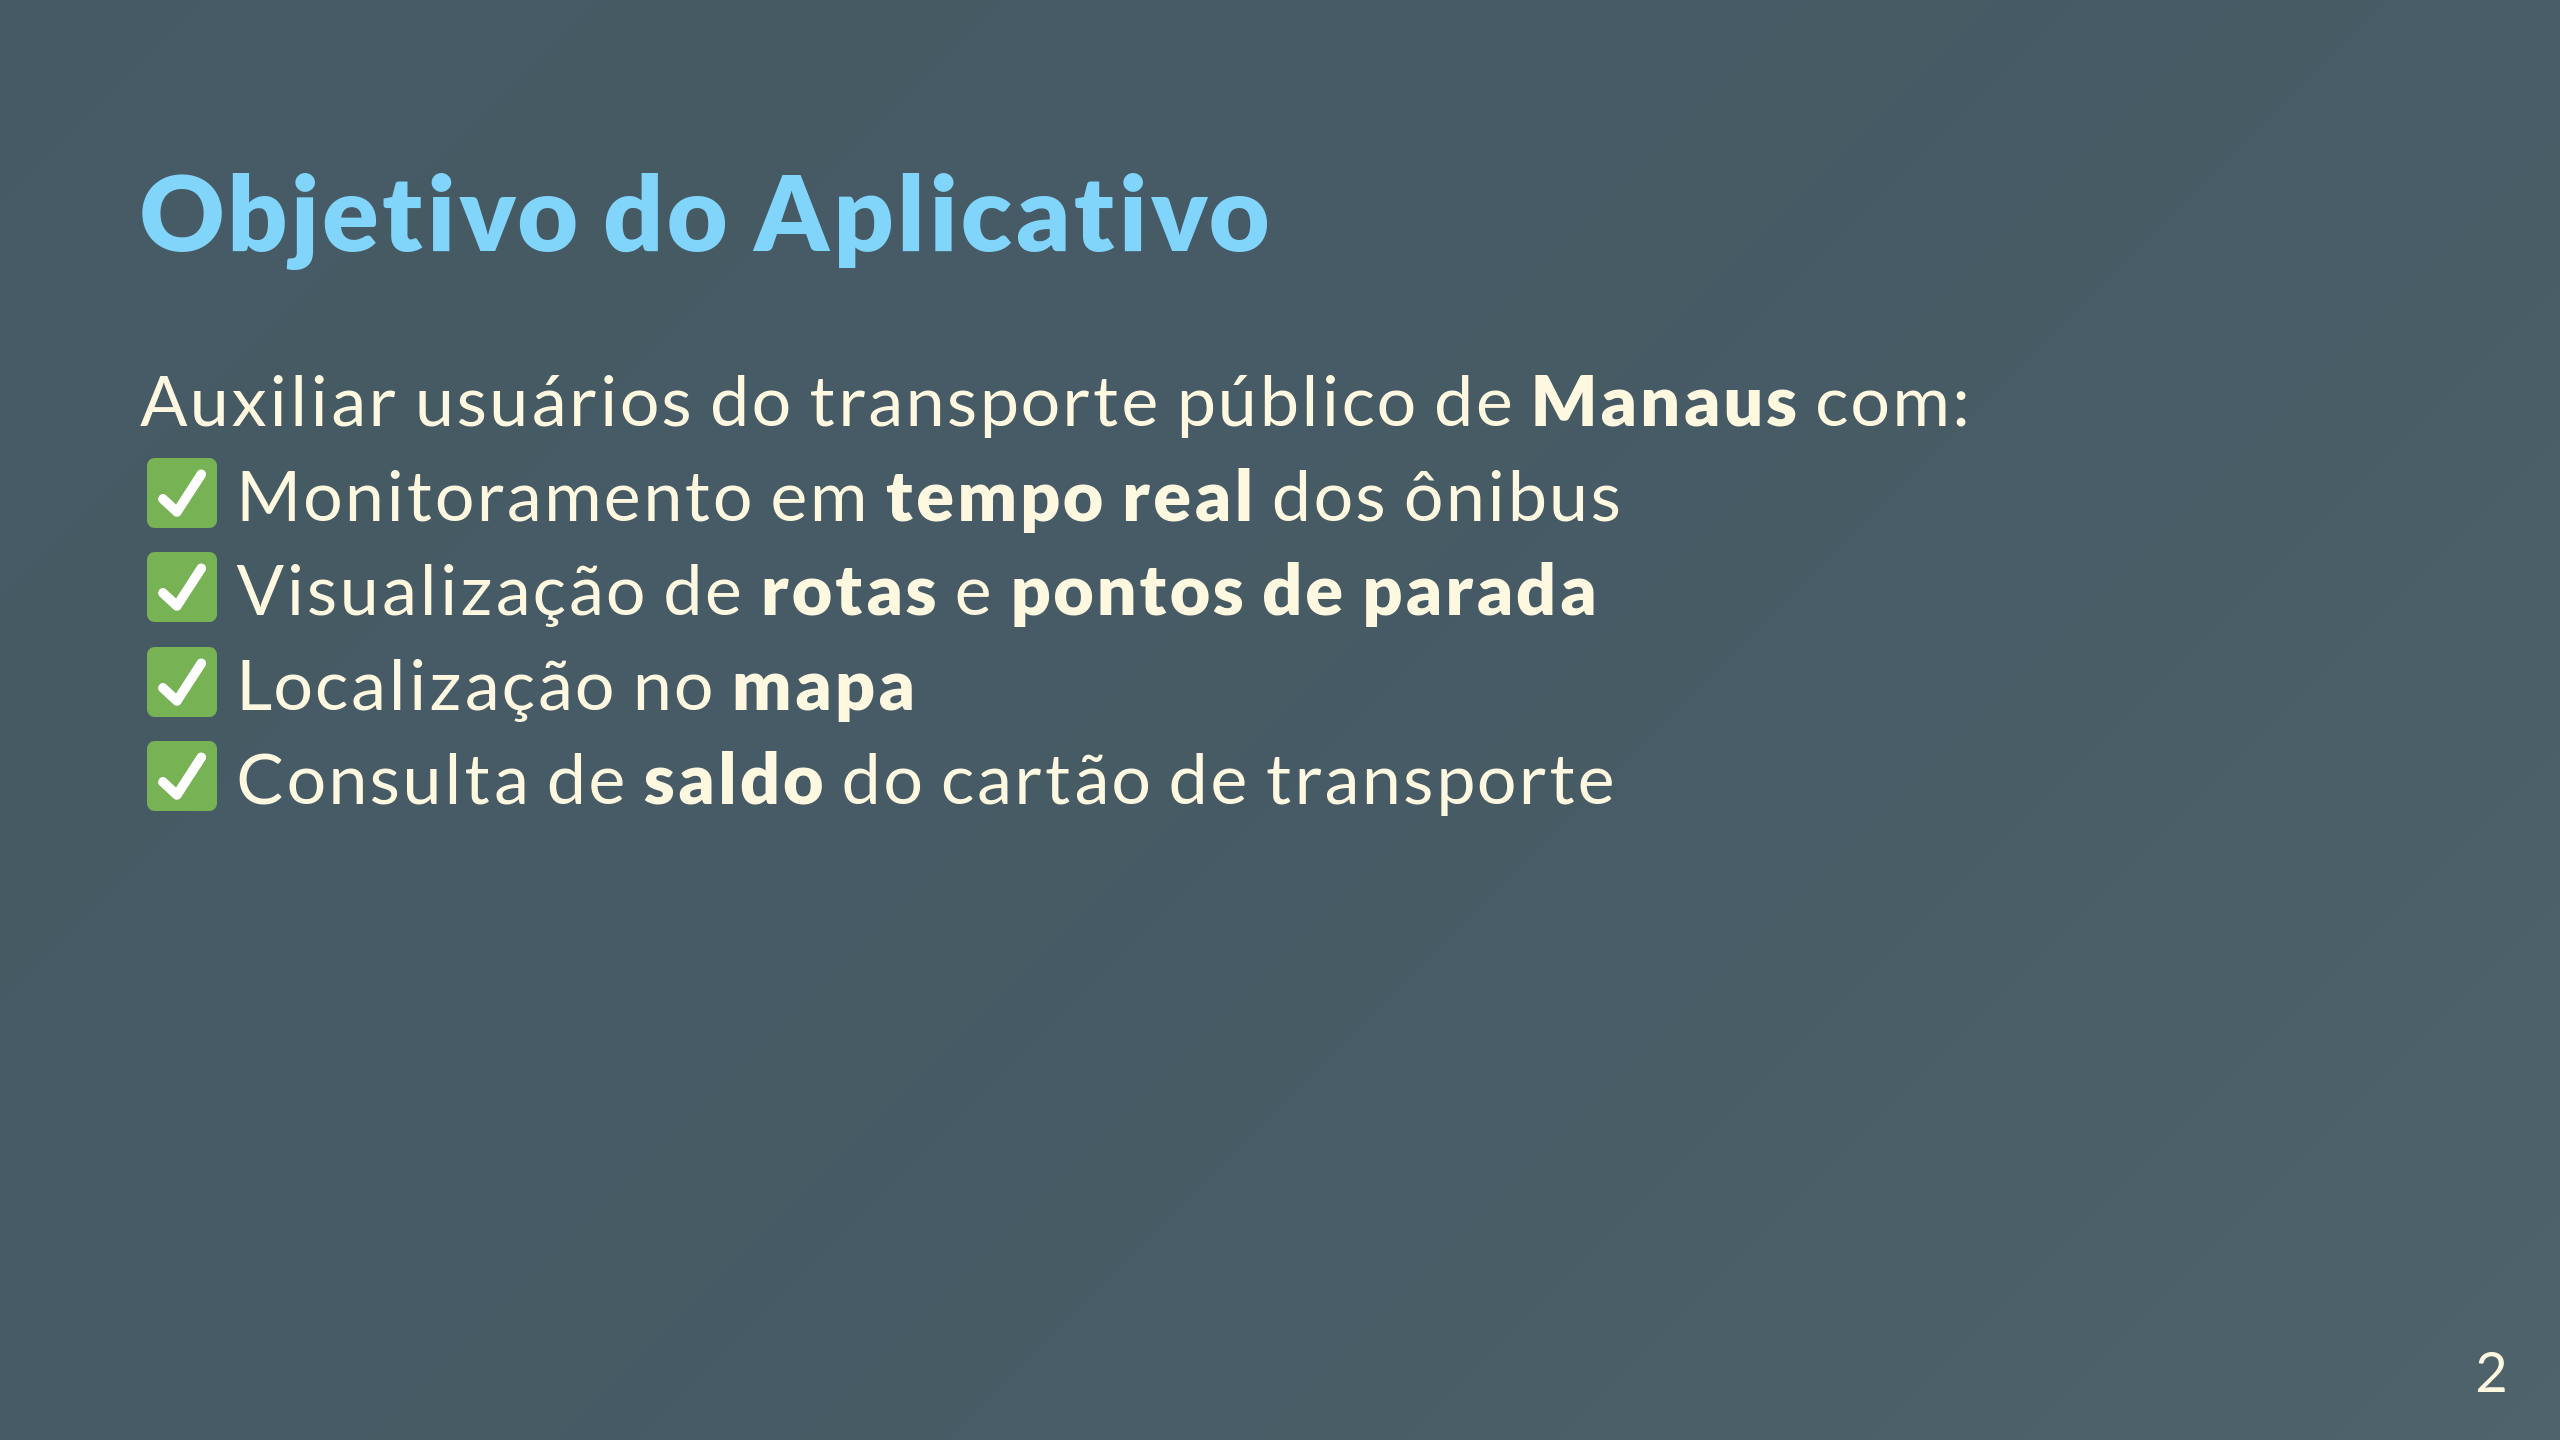 Objetivo do Aplicativo
Auxiliar usuários do transporte público de Manaus com:
✅ Monitoramento em tempo real dos ônibus
✅ Visualização de rotas e pontos de parada
✅ Localização no mapa
✅ Consulta de saldo do cartão de transporte
2